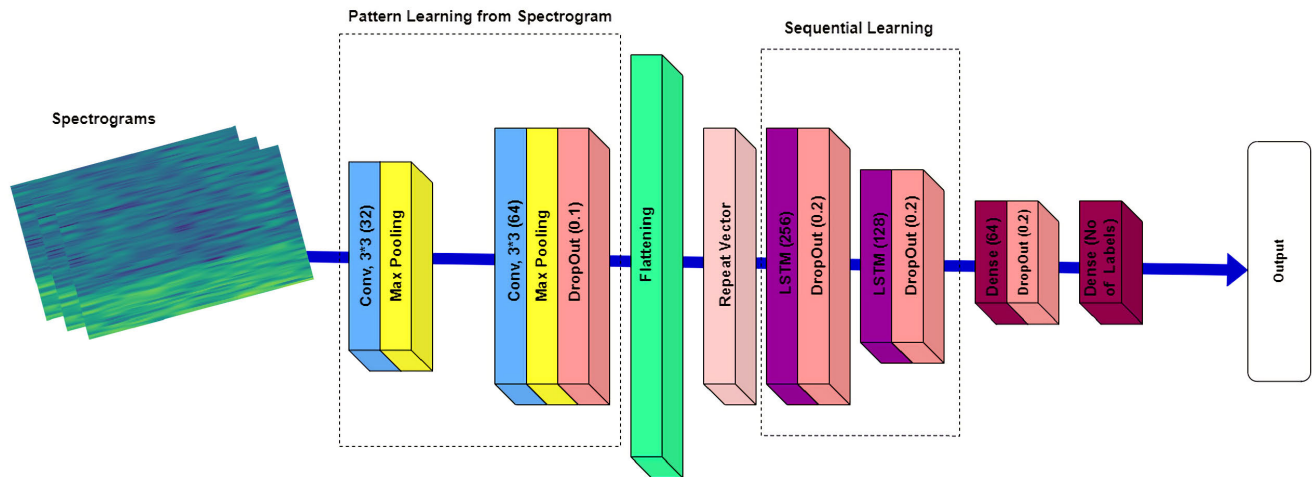 Pattern Learning from Spectrogram
Sequential Learning
Spectrograms
Conv, 3*3 (32)
Max Pooling
Conv, 3*3 (64)
Max Pooling
DropOut (0.1)
Flattening
Repeat Vector
LSTM (256)
DropOut (0.2)
LSTM (128)
DropOut (0.2)
Dense (64)
DropOut (0.2)
Dense (No
of Labels)
Output